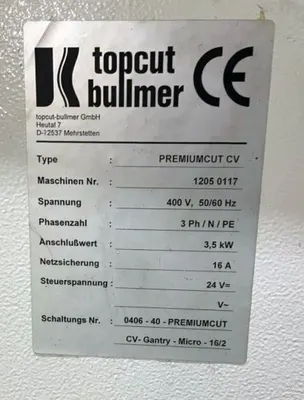 topcut
bullmer CE
topcut-bullmer GmbH
Heutal 7
D-12537 Mehrstetten
Type : PREMIUMCUT CV
Maschinen Nr. : 1205 0117
Spannung : 400 V, 50/60 Hz
Phasenzahl : 3 Ph / N / PE
Anschlußwert : 3,5 kW
Netzsicherung : 16 A
Steuerspannung : 24 V=
V~
Schaltungs Nr. : 0406 - 40 - PREMIUMCUT
CV- Gantry - Micro - 16/2